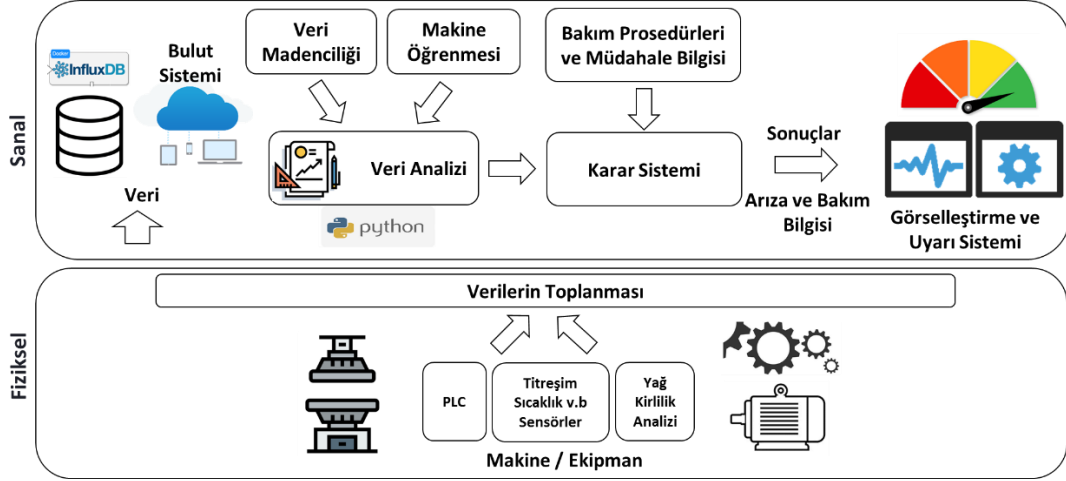 Sanal
Docker
InfluxDB
Bulut
Sistemi
Veri
Veri
Madenciliği
Makine
Öğrenmesi
Bakım Prosedürleri
ve Müdahale Bilgisi
Veri Analizi
python
Karar Sistemi
Sonuçlar
Arıza ve Bakım
Bilgisi
Görselleştirme ve
Uyarı Sistemi
Fiziksel
Verilerin Toplanması
PLC
Titreşim
Sıcaklık v.b
Sensörler
Yağ
Kirlilik
Analizi
Makine / Ekipman